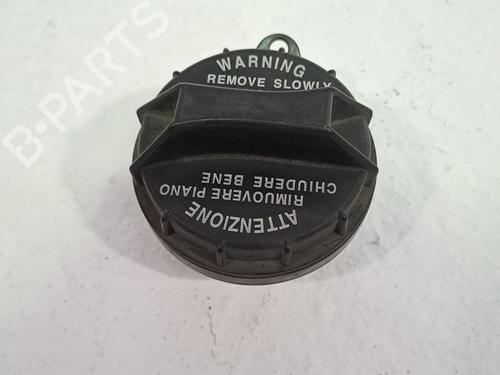 WARNING
REMOVE SLOWLY
ATTENZIONE
RIMUOVERE PIANO
CHIUDERE BENE
B-PARTS